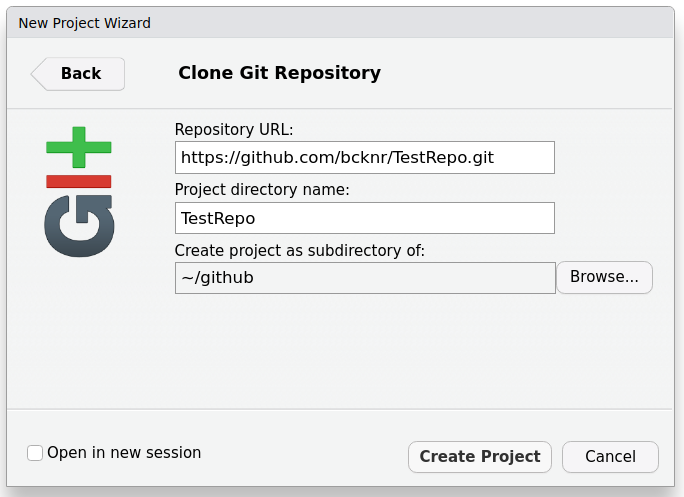 New Project Wizard
Back
Clone Git Repository
Git
Repository URL:
https://github.com/bcknr/TestRepo.git
Project directory name:
TestRepo
Create project as subdirectory of:
~/github
Browse...
Open in new session
Create Project
Cancel